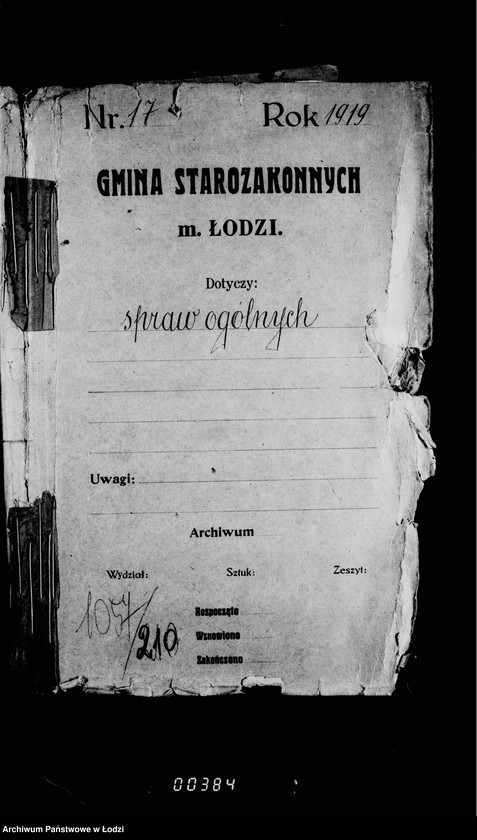 Nr. 17 Rok 1919
GMINA STAROZAKONNYCH
m. ŁODZI.
Dotyczy:
spraw ogólnych
Uwagi:
Archiwum
Wydział: Sztuk: Zeszyt:
Rozpoczęto
Wznowiono
Zakończono
210
00384
Archiwum Państwowe w Łodzi